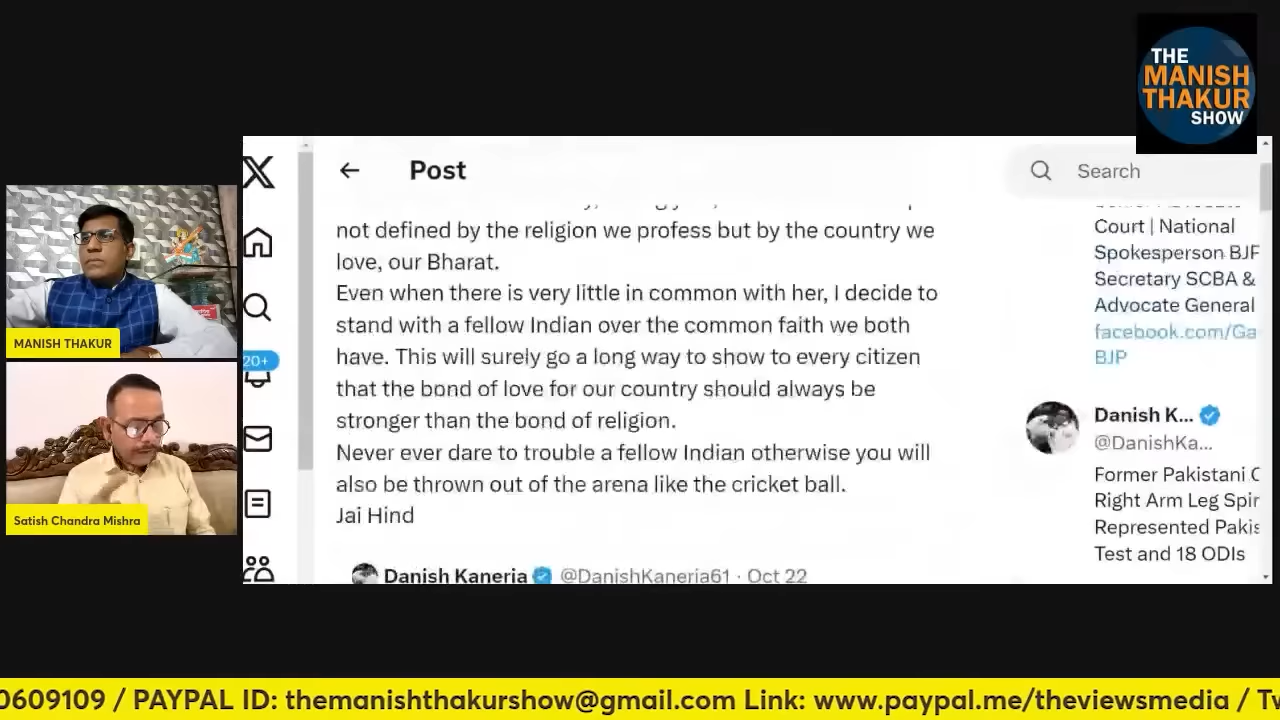 THE
MANISH
THAKUR
SHOW
Post
Search
not defined by the religion we profess but by the country we
love, our Bharat.
Even when there is very little in common with her, I decide to
stand with a fellow Indian over the common faith we both
have. This will surely go a long way to show to every citizen
that the bond of love for our country should always be
stronger than the bond of religion.
Never ever dare to trouble a fellow Indian otherwise you will
also be thrown out of the arena like the cricket ball.
Jai Hind
Danish Kaneria @DanishKaneria61 · Oct 22
20+
Court | National
Spokesperson BJP
Secretary SCBA &
Advocate General
facebook.com/Ga
BJP
Danish K...
@DanishKa...
Former Pakistani C
Right Arm Leg Spir
Represented Pakis
Test and 18 ODIs
MANISH THAKUR
Satish Chandra Mishra
0609109 / PAYPAL ID: themanishthakurshow@gmail.com Link: www.paypal.me/theviewsmedia / Tw